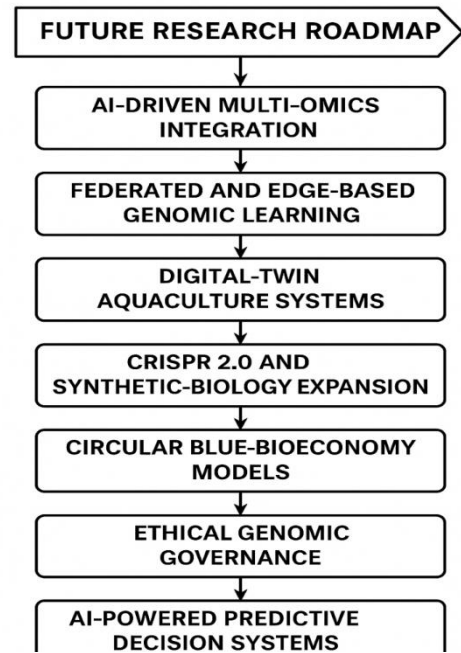 FUTURE RESEARCH ROADMAP
AI-DRIVEN MULTI-OMICS
INTEGRATION
FEDERATED AND EDGE-BASED
GENOMIC LEARNING
DIGITAL-TWIN
AQUACULTURE SYSTEMS
CRISPR 2.0 AND
SYNTHETIC-BIOLOGY EXPANSION
CIRCULAR BLUE-BIOECONOMY
MODELS
ETHICAL GENOMIC
GOVERNANCE
AI-POWERED PREDICTIVE
DECISION SYSTEMS